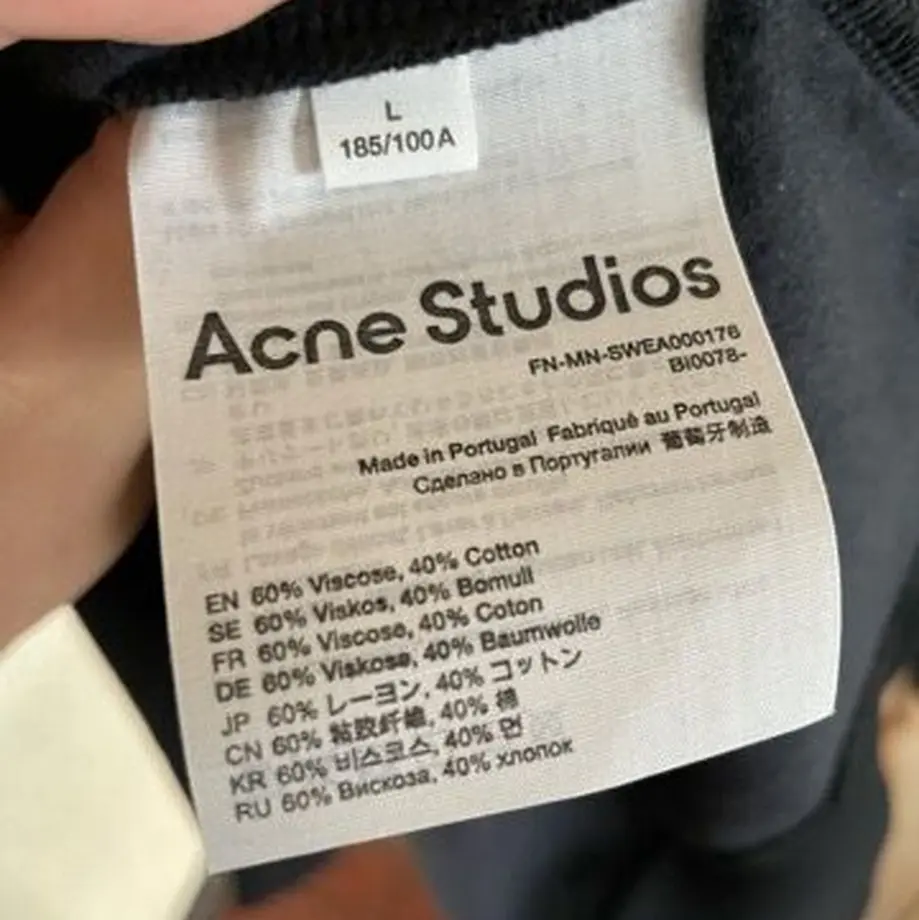 L
185/100A
Acne Studios
FN-MN-SWEA000176
BI0078-
Made in Portugal Fabriqué au Portugal
Сделано в Португалии 葡萄牙制造
EN 60% Viscose, 40% Cotton
SE 60% Viskos, 40% Bomull
FR 60% Viscose, 40% Coton
DE 60% Viskose, 40% Baumwolle
JP 60% レーヨン, 40% コットン
CN 60% 粘胶纤维, 40% 棉
KR 60% 비스코스, 40% 면
RU 60% Вискоза, 40% хлопок